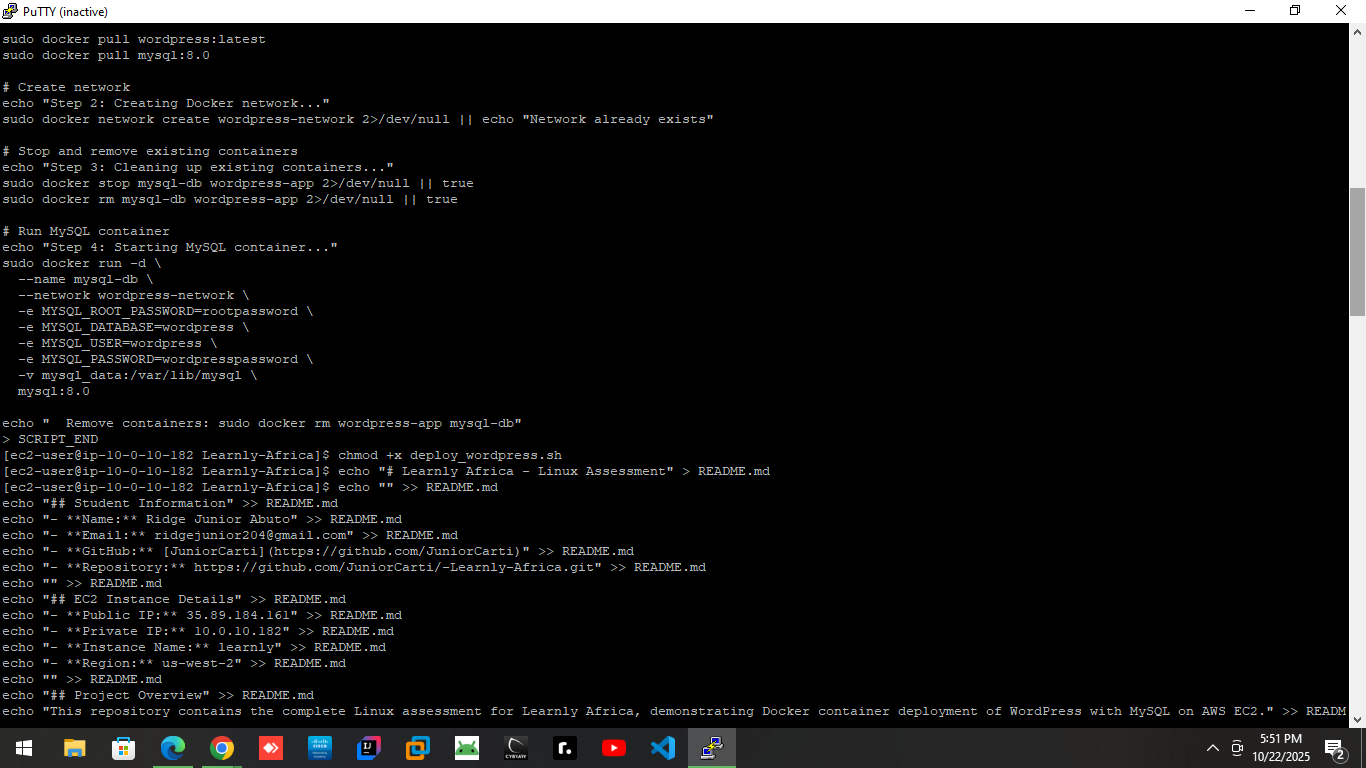 PuTTY (inactive)
sudo docker pull wordpress:latest
sudo docker pull mysql:8.0
# Create network
echo "Step 2: Creating Docker network..."
sudo docker network create wordpress-network 2>/dev/null || echo "Network already exists"
# Stop and remove existing containers
echo "Step 3: Cleaning up existing containers..."
sudo docker stop mysql-db wordpress-app 2>/dev/null || true
sudo docker rm mysql-db wordpress-app 2>/dev/null || true
# Run MySQL container
echo "Step 4: Starting MySQL container..."
sudo docker run -d \
  --name mysql-db \
  --network wordpress-network \
  -e MYSQL_ROOT_PASSWORD=rootpassword \
  -e MYSQL_DATABASE=wordpress \
  -e MYSQL_USER=wordpress \
  -e MYSQL_PASSWORD=wordpresspassword \
  -v mysql_data:/var/lib/mysql \
  mysql:8.0
echo "  Remove containers: sudo docker rm wordpress-app mysql-db"
> SCRIPT_END
[ec2-user@ip-10-0-10-182 Learnly-Africa]$ chmod +x deploy_wordpress.sh
[ec2-user@ip-10-0-10-182 Learnly-Africa]$ echo "# Learnly Africa - Linux Assessment" > README.md
[ec2-user@ip-10-0-10-182 Learnly-Africa]$ echo "" >> README.md
echo "## Student Information" >> README.md
echo "- **Name:** Ridge Junior Abuto" >> README.md
echo "- **Email:** ridgejunior204@gmail.com" >> README.md
echo "- **GitHub:** [JuniorCarti](https://github.com/JuniorCarti)" >> README.md
echo "- **Repository:** https://github.com/JuniorCarti/-Learnly-Africa.git" >> README.md
echo "" >> README.md
echo "## EC2 Instance Details" >> README.md
echo "- **Public IP:** 35.89.184.161" >> README.md
echo "- **Private IP:** 10.0.10.182" >> README.md
echo "- **Instance Name:** learnly" >> README.md
echo "- **Region:** us-west-2" >> README.md
echo "" >> README.md
echo "## Project Overview" >> README.md
echo "This repository contains the complete Linux assessment for Learnly Africa, demonstrating Docker container deployment of WordPress with MySQL on AWS EC2." >> READM
5:51 PM
10/22/2025
2